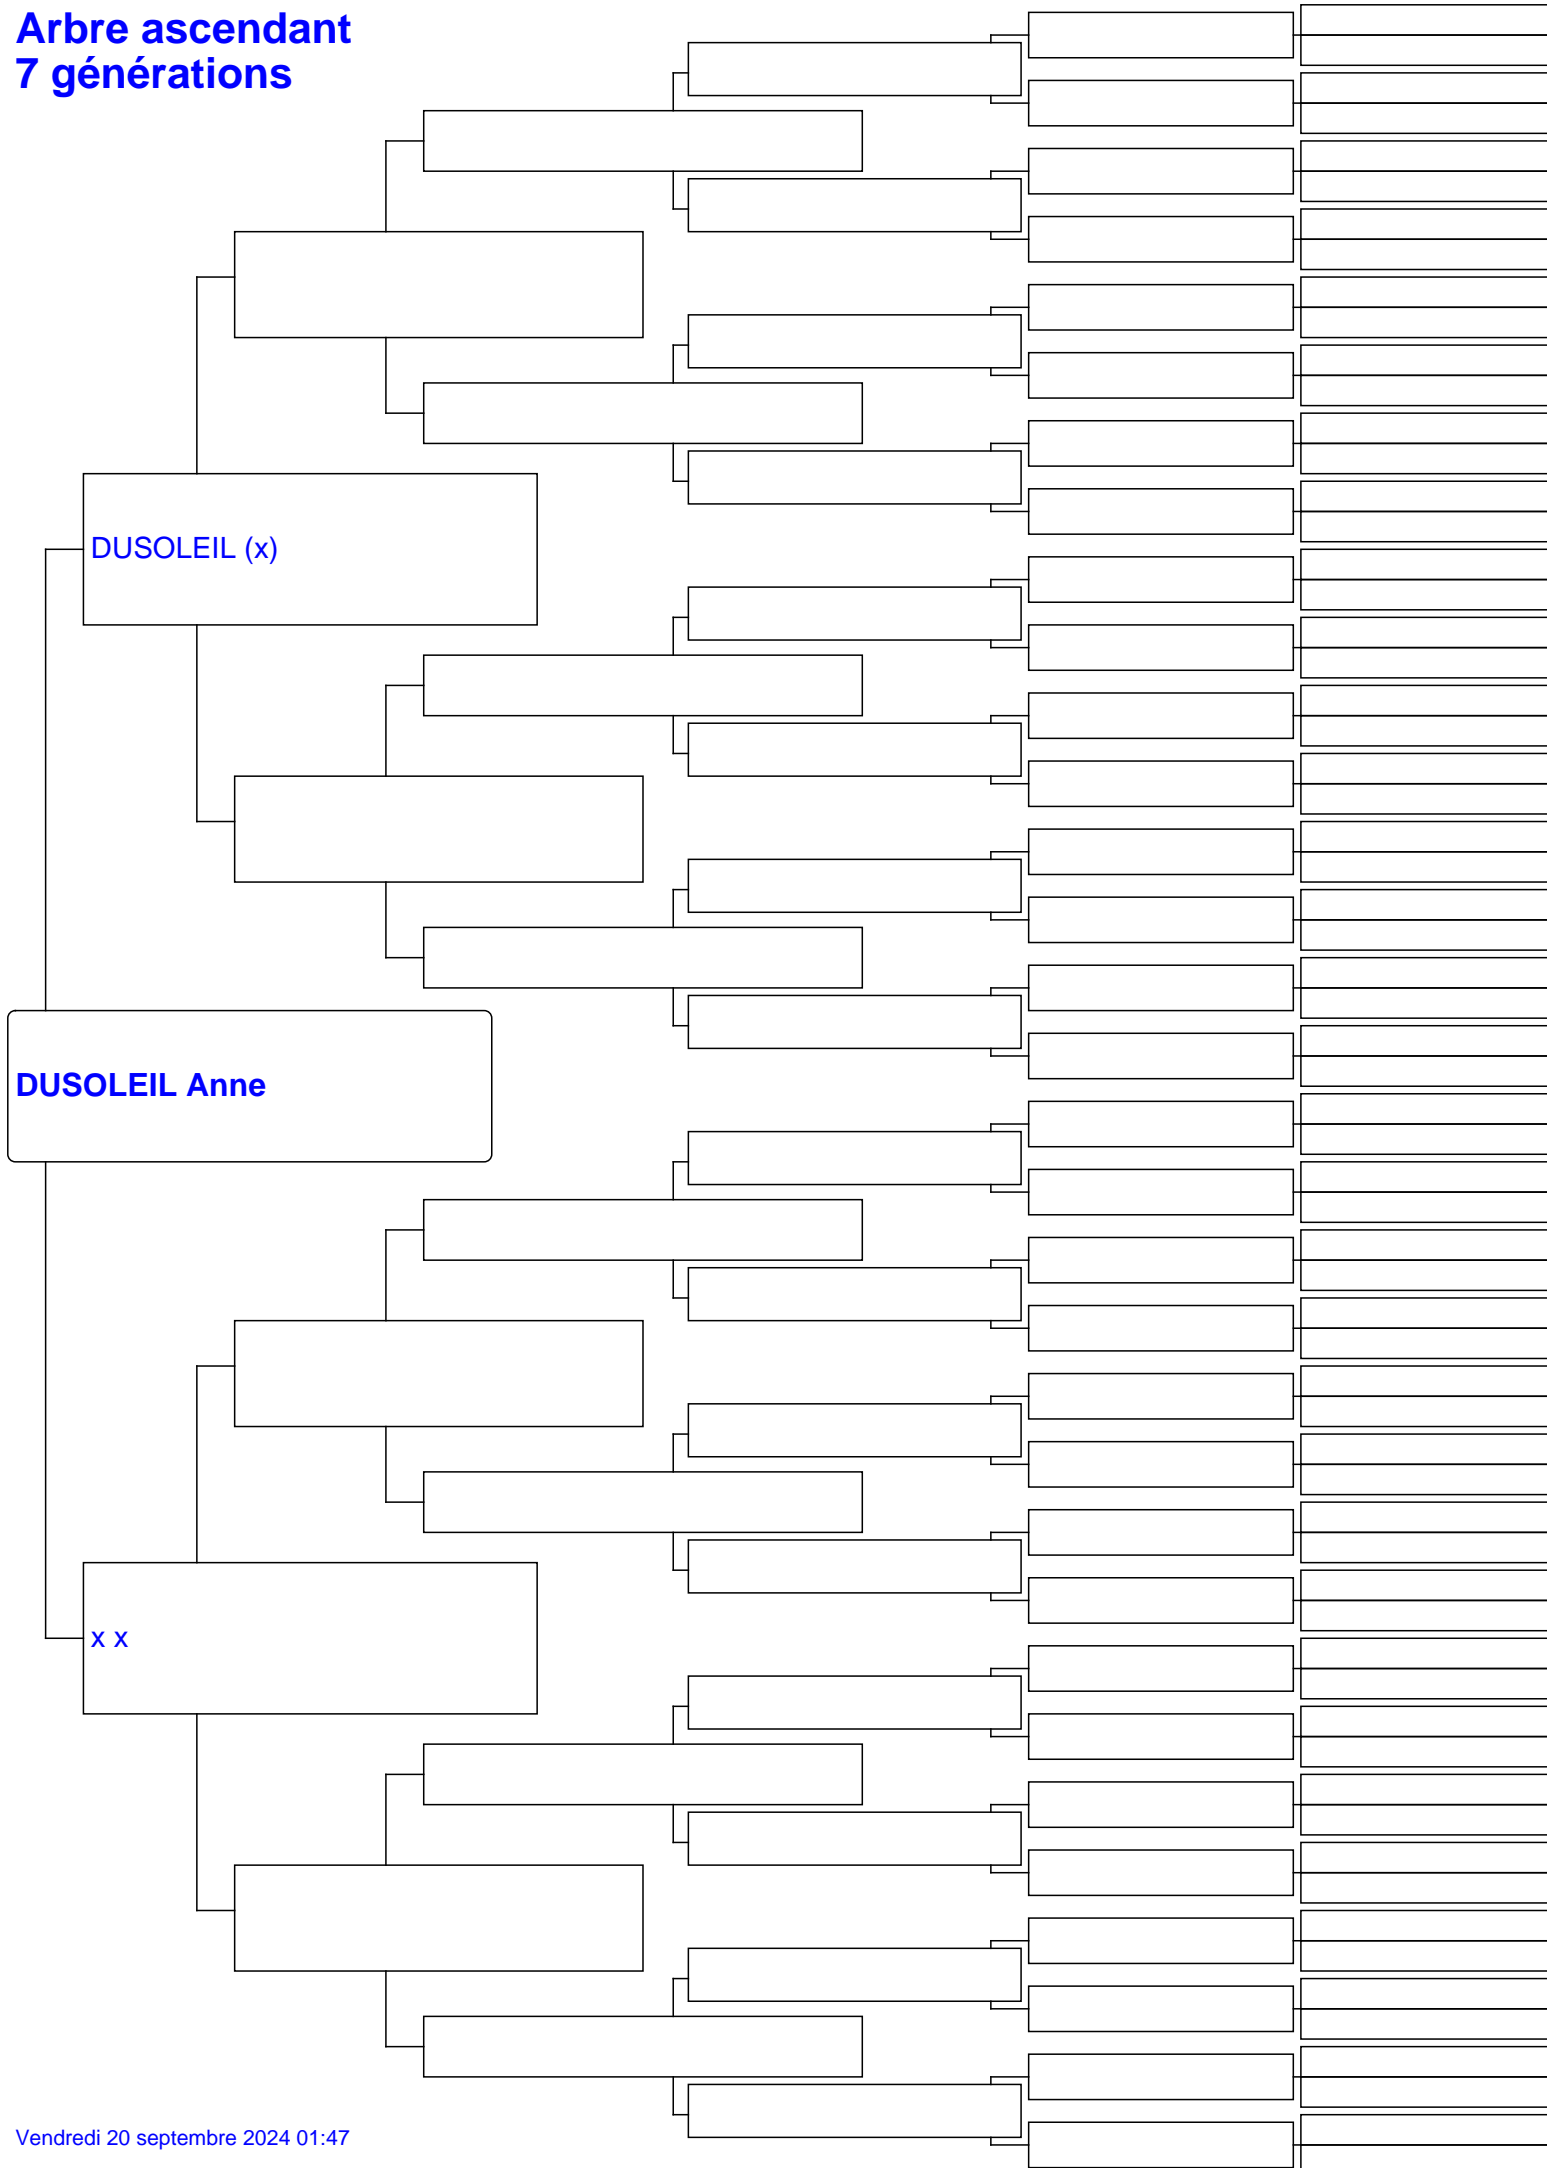 Arbre ascendant
7 générations
DUSOLEIL (x)
DUSOLEIL Anne
x x
Vendredi 20 septembre 2024 01:47